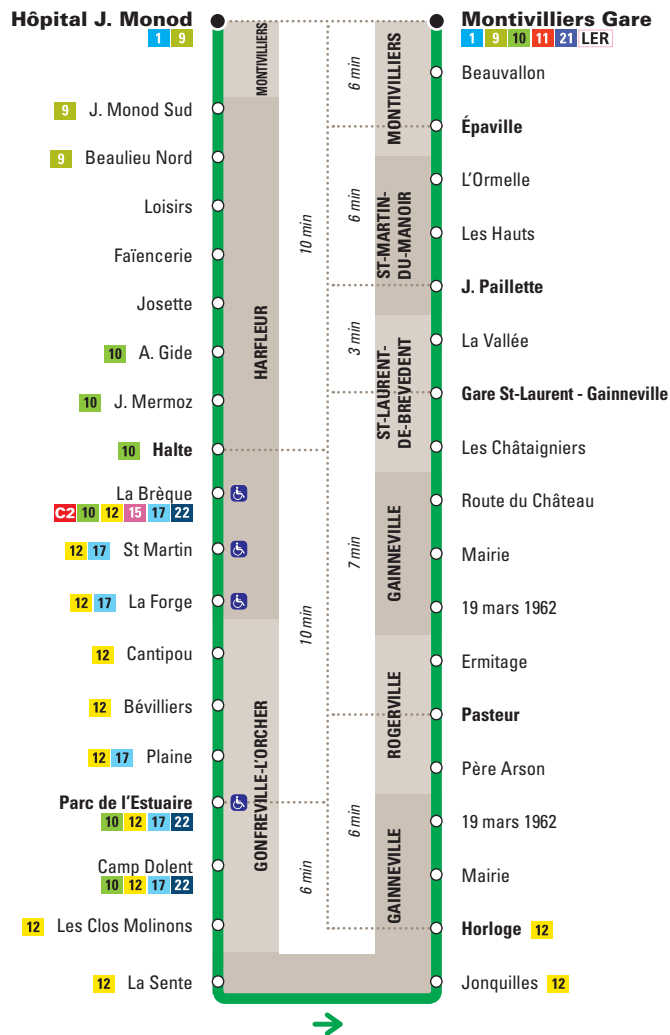 Hôpital J. Monod
1 9
9 J. Monod Sud
9 Beaulieu Nord
Loisirs
Faïencerie
Josette
10 A. Gide
10 J. Mermoz
10 Halte
La Brèque
C2 10 12 15 17 22
12 17 St Martin
12 17 La Forge
12 Cantipou
12 Bévilliers
12 17 Plaine
Parc de l'Estuaire
10 12 17 22
Camp Dolent
10 12 17 22
12 Les Clos Molinons
12 La Sente
MONTIVILLIERS
HARFLEUR
GONFREVILLE-L'ORCHER
10 min
10 min
6 min
6 min
6 min
3 min
7 min
6 min
MONTIVILLIERS
ST-MARTIN-
DU-MANOIR
ST-LAURENT-
DE-BREVEDENT
GAINNEVILLE
ROGERVILLE
GAINNEVILLE
Montivilliers Gare
1 9 10 11 21 LER
Beauvallon
Épaville
L'Ormelle
Les Hauts
J. Paillette
La Vallée
Gare St-Laurent - Gainneville
Les Châtaigniers
Route du Château
Mairie
19 mars 1962
Ermitage
Pasteur
Père Arson
19 mars 1962
Mairie
Horloge 12
Jonquilles 12